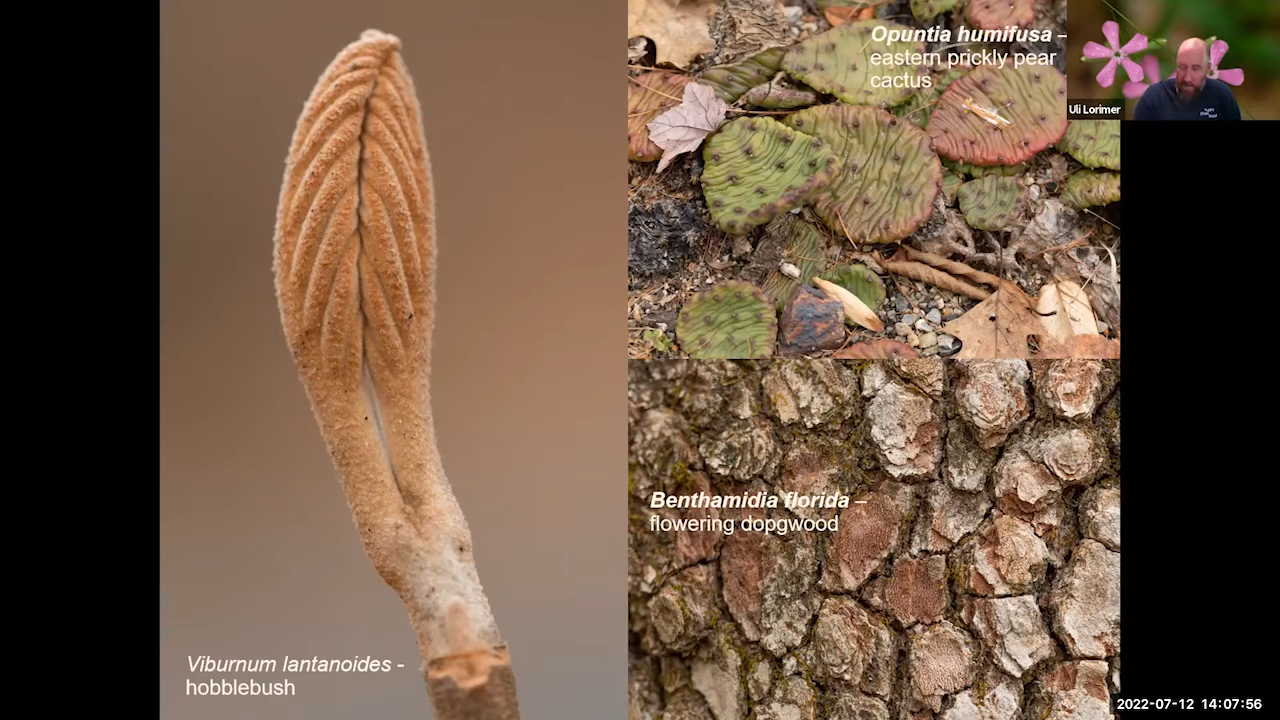 Opuntia humifusa –
eastern prickly pear
cactus
Uli Lorimer
Benthamidia florida –
flowering dopgwood
Viburnum lantanoides -
hobblebush
2022-07-12 14:07:56